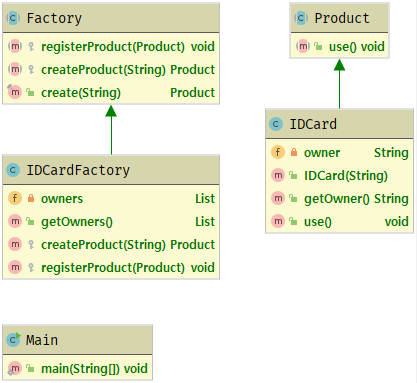 Factory
registerProduct(Product) void
createProduct(String) Product
create(String) Product
Product
use() void
IDCard
owner String
IDCard(String)
getOwner() String
use() void
IDCardFactory
owners List
getOwners() List
createProduct(String) Product
registerProduct(Product) void
Main
main(String[]) void